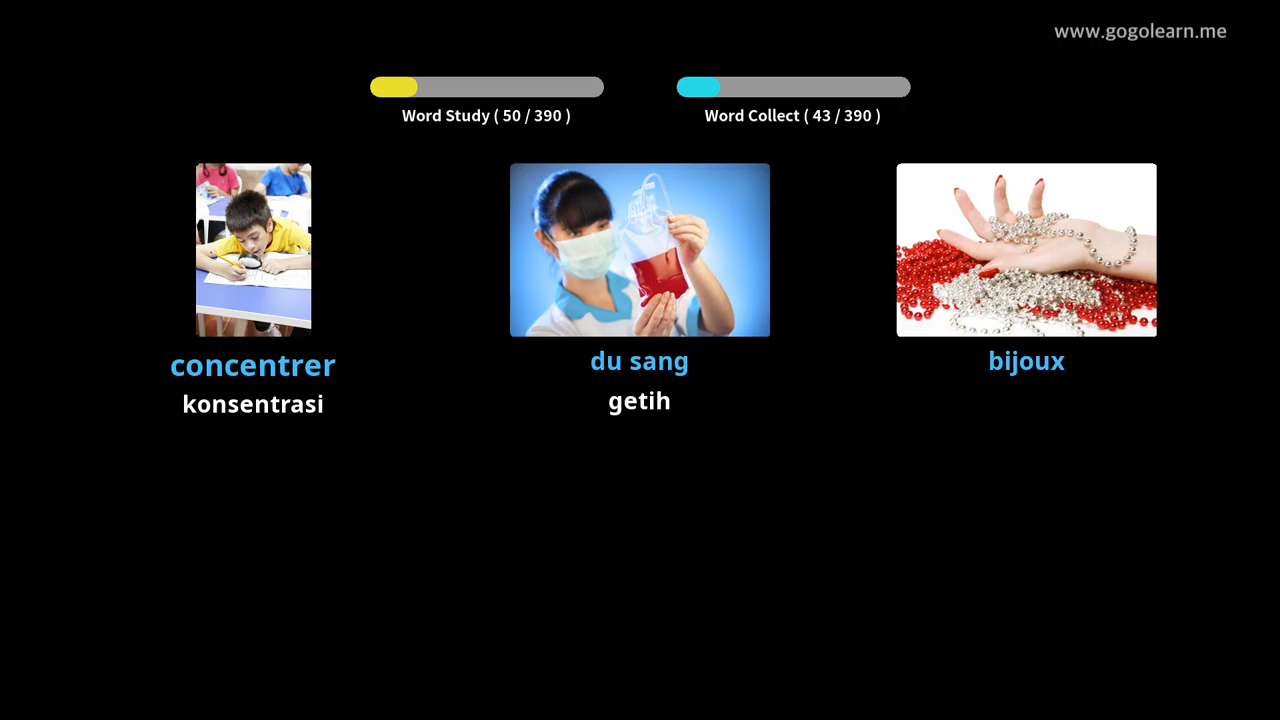 www.gogolearn.me
Word Study ( 50 / 390 )
Word Collect ( 43 / 390 )
concentrer
konsentrasi
du sang
getih
bijoux